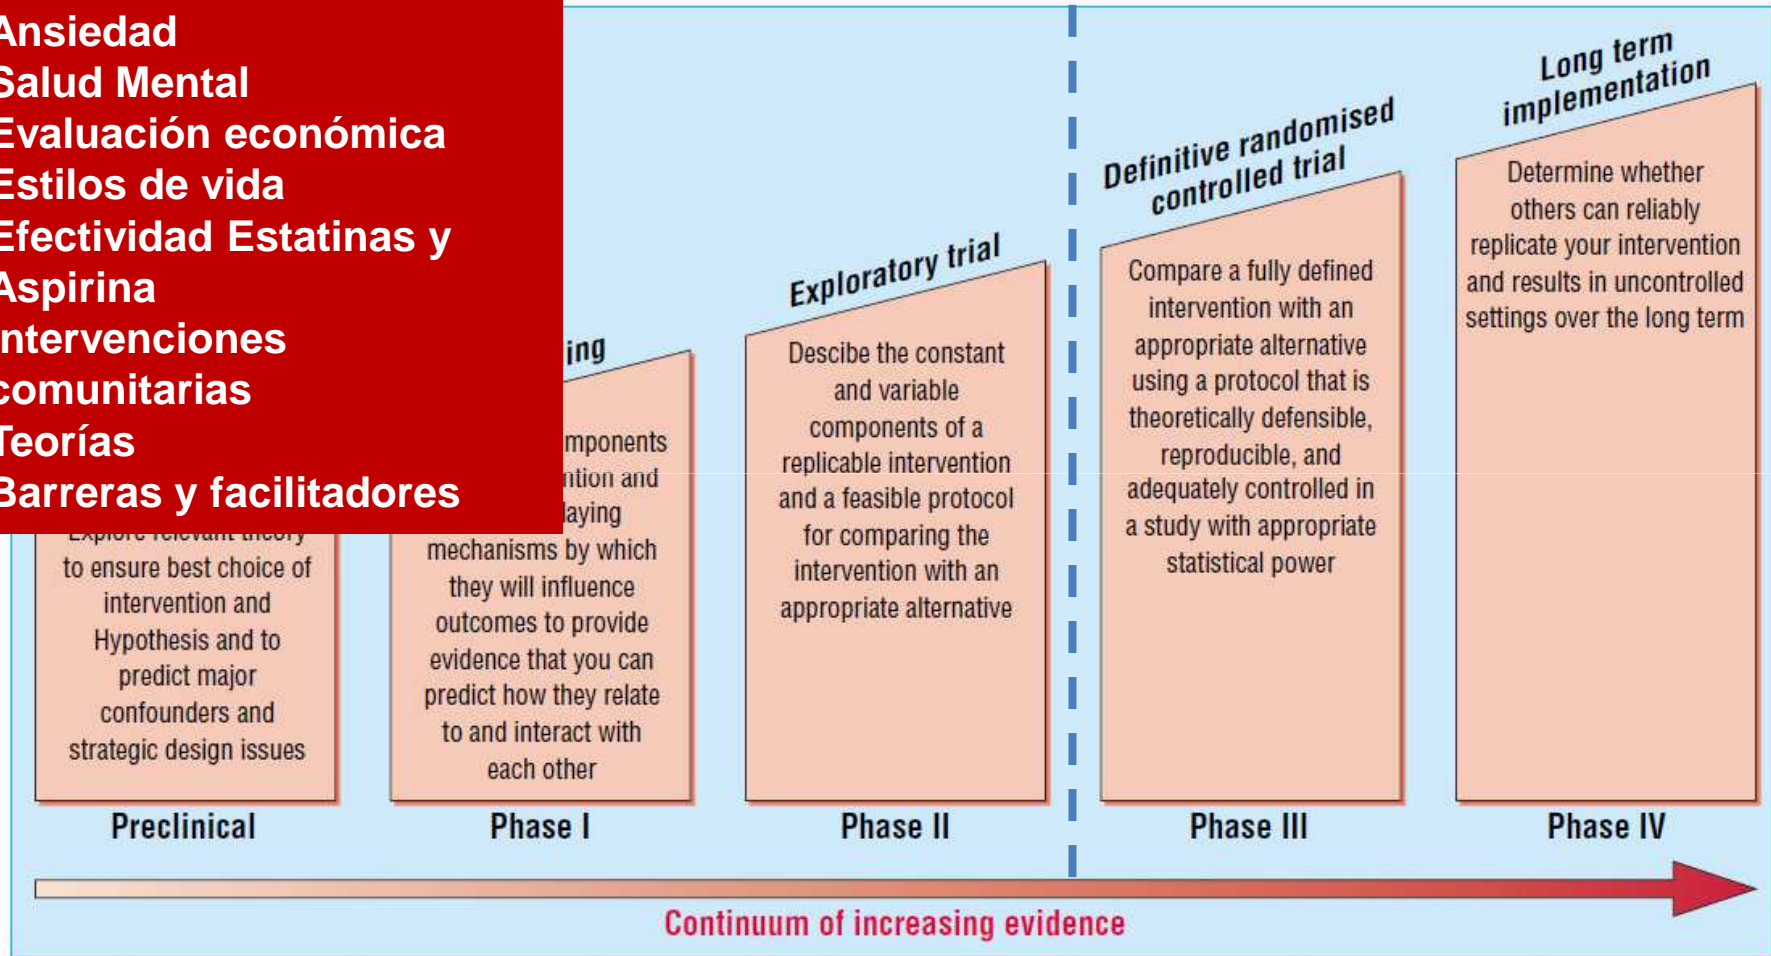 Ansiedad
Salud Mental
Evaluación económica
Estilos de vida
Efectividad Estatinas y
Aspirina
Intervenciones
comunitarias
Teorías
Barreras y facilitadores
Explore relevant theory
to ensure best choice of
intervention and
Hypothesis and to
predict major
confounders and
strategic design issues
Preclinical
ing
mponents
ntion and
laying
mechanisms by which
they will influence
outcomes to provide
evidence that you can
predict how they relate
to and interact with
each other
Phase I
Exploratory trial
Descibe the constant
and variable
components of a
replicable intervention
and a feasible protocol
for comparing the
intervention with an
appropriate alternative
Phase II
Definitive randomised
controlled trial
Compare a fully defined
intervention with an
appropriate alternative
using a protocol that is
theoretically defensible,
reproducible, and
adequately controlled in
a study with appropriate
statistical power
Phase III
Long term
implementation
Determine whether
others can reliably
replicate your intervention
and results in uncontrolled
settings over the long term
Phase IV
Continuum of increasing evidence